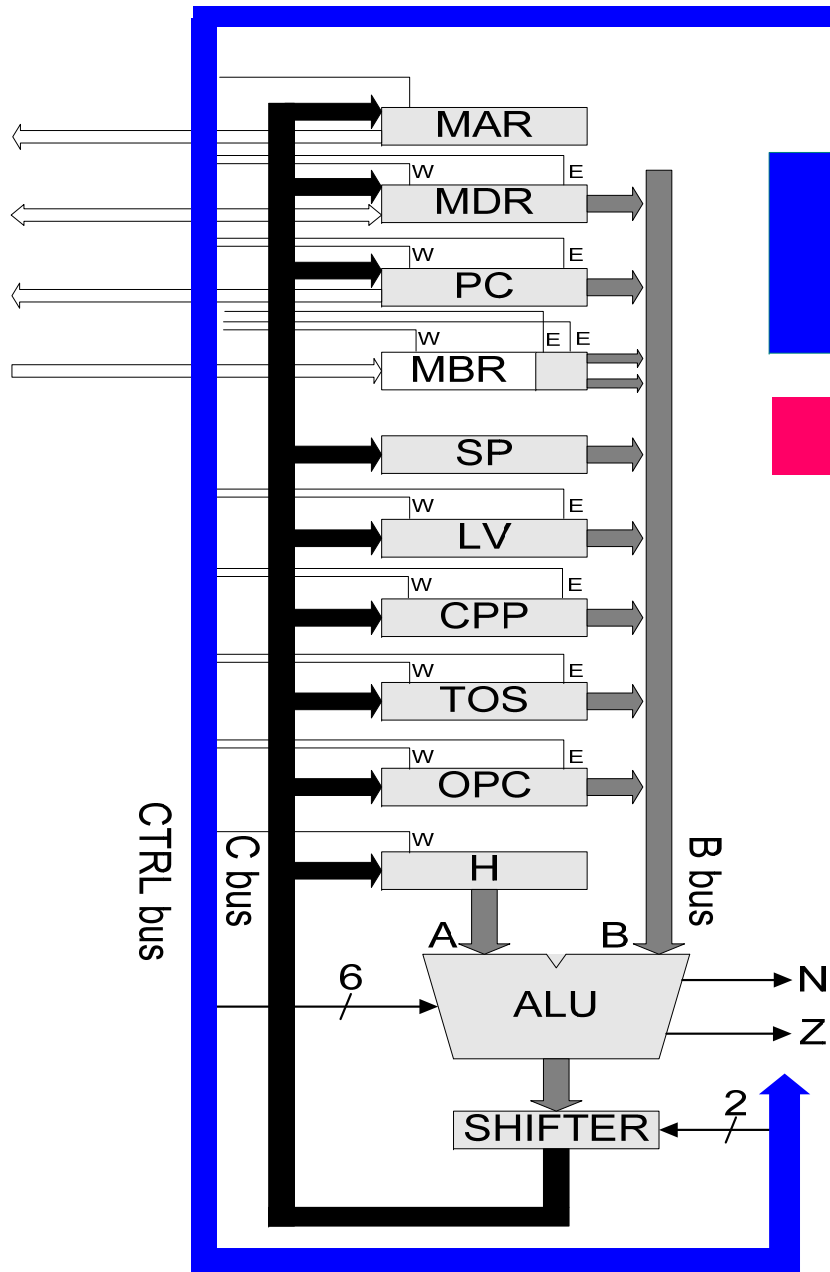 MAR
W E
MDR
W E
PC
W E E
MBR
SP
W E
LV
W E
CPP
W E
TOS
W E
OPC
W
H
CTRL bus
C bus
B bus
A B
6
ALU
N
Z
2
SHIFTER